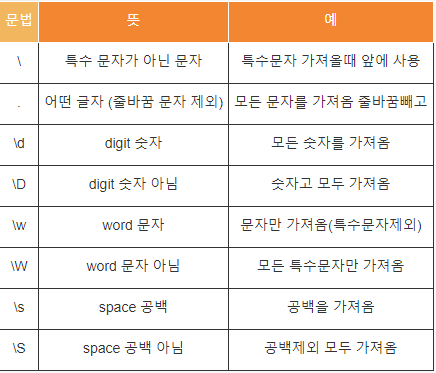 문법 뜻 예
\ 특수 문자가 아닌 문자 특수문자 가져올때 앞에 사용
. 어떤 글자 (줄바꿈 문자 제외) 모든 문자를 가져옴 줄바꿈빼고
\d digit 숫자 모든 숫자를 가져옴
\D digit 숫자 아님 숫자고 모두 가져옴
\w word 문자 문자만 가져옴(특수문자제외)
\W word 문자 아님 모든 특수문자만 가져옴
\s space 공백 공백을 가져옴
\S space 공백 아님 공백제외 모두 가져옴